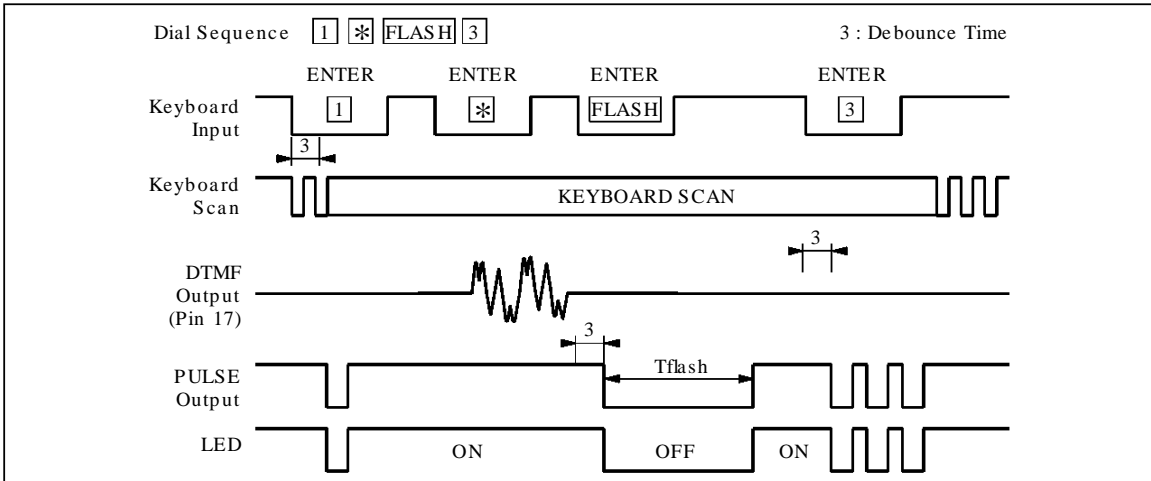 Dial Sequence 1 * FLASH 3
3 : Debounce Time
ENTER ENTER ENTER ENTER
Keyboard Input
1 * FLASH 3
3
Keyboard Scan
KEYBOARD SCAN
3
DTMF Output (Pin 17)
3
PULSE Output
Tflash
LED
ON OFF ON